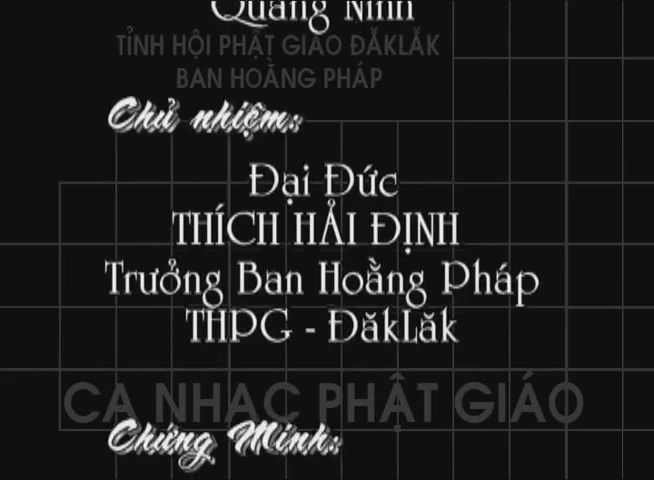 Quảng Ninh
TỈNH HỘI PHẬT GIÁO ĐĂKLĂK
BAN HOẰNG PHÁP
Chủ nhiệm:
Đại Đức
THÍCH HẢI ĐỊNH
Trưởng Ban Hoằng Pháp
THPG - ĐăkLăk
CA NHẠC PHẬT GIÁO
Chứng Minh: